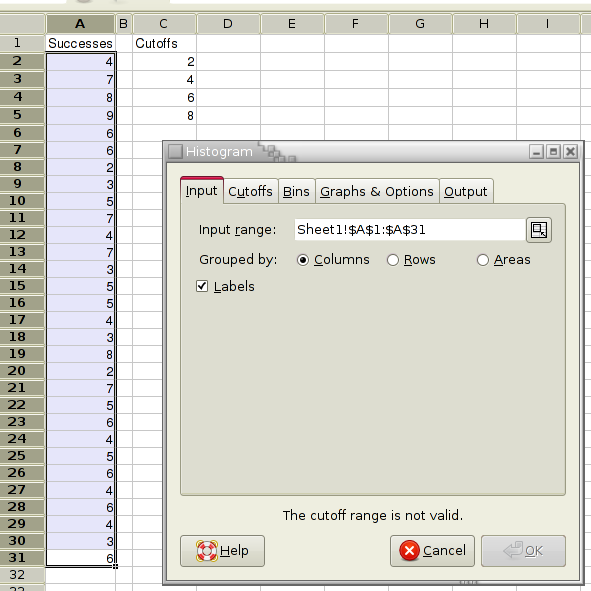 A B C D E F G H I
1 Successes Cutoffs
2 4 2
3 7 4
4 8 6
5 9 8
6 6
7 6
8 2
9 3
10 5
11 7
12 4
13 7
14 3
15 5
16 5
17 4
18 3
19 8
20 2
21 7
22 5
23 6
24 4
25 5
26 6
27 4
28 6
29 4
30 3
31 6
32
Histogram
Input Cutoffs Bins Graphs & Options Output
Input range: Sheet1!$A$1:$A$31
Grouped by: Columns Rows Areas
Labels
The cutoff range is not valid.
Help Cancel OK